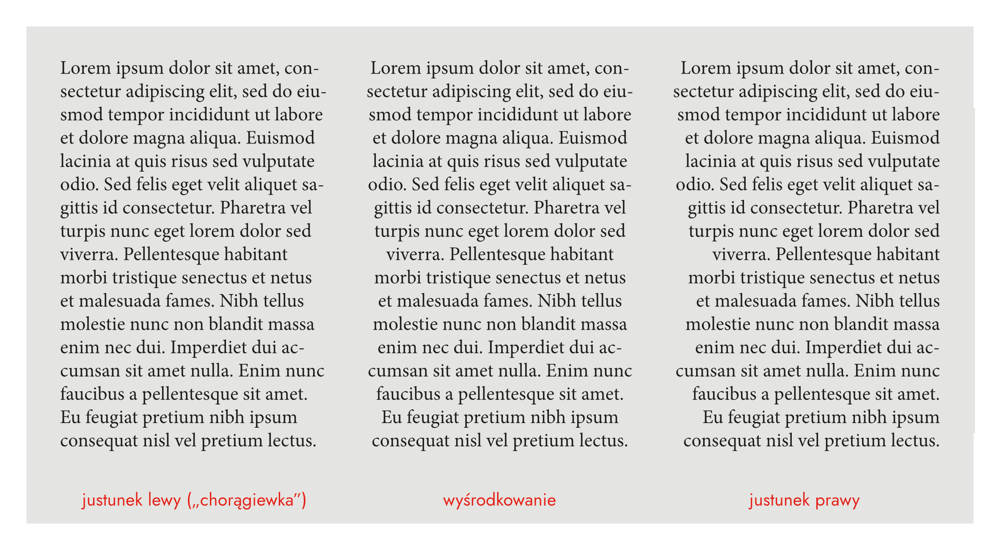 Lorem ipsum dolor sit amet, con-
sectetur adipiscing elit, sed do eiu-
smod tempor incididunt ut labore
et dolore magna aliqua. Euismod
lacinia at quis risus sed vulputate
odio. Sed felis eget velit aliquet sa-
gittis id consectetur. Pharetra vel
turpis nunc eget lorem dolor sed
viverra. Pellentesque habitant
morbi tristique senectus et netus
et malesuada fames. Nibh tellus
molestie nunc non blandit massa
enim nec dui. Imperdiet dui ac-
cumsan sit amet nulla. Enim nunc
faucibus a pellentesque sit amet.
Eu feugiat pretium nibh ipsum
consequat nisl vel pretium lectus.
justunek lewy („chorągiewka”)
Lorem ipsum dolor sit amet, con-
sectetur adipiscing elit, sed do eiu-
smod tempor incididunt ut labore
et dolore magna aliqua. Euismod
lacinia at quis risus sed vulputate
odio. Sed felis eget velit aliquet sa-
gittis id consectetur. Pharetra vel
turpis nunc eget lorem dolor sed
viverra. Pellentesque habitant
morbi tristique senectus et netus
et malesuada fames. Nibh tellus
molestie nunc non blandit massa
enim nec dui. Imperdiet dui ac-
cumsan sit amet nulla. Enim nunc
faucibus a pellentesque sit amet.
Eu feugiat pretium nibh ipsum
consequat nisl vel pretium lectus.
wyśrodkowanie
Lorem ipsum dolor sit amet, con-
sectetur adipiscing elit, sed do eiu-
smod tempor incididunt ut labore
et dolore magna aliqua. Euismod
lacinia at quis risus sed vulputate
odio. Sed felis eget velit aliquet sa-
gittis id consectetur. Pharetra vel
turpis nunc eget lorem dolor sed
viverra. Pellentesque habitant
morbi tristique senectus et netus
et malesuada fames. Nibh tellus
molestie nunc non blandit massa
enim nec dui. Imperdiet dui ac-
cumsan sit amet nulla. Enim nunc
faucibus a pellentesque sit amet.
Eu feugiat pretium nibh ipsum
consequat nisl vel pretium lectus.
justunek prawy